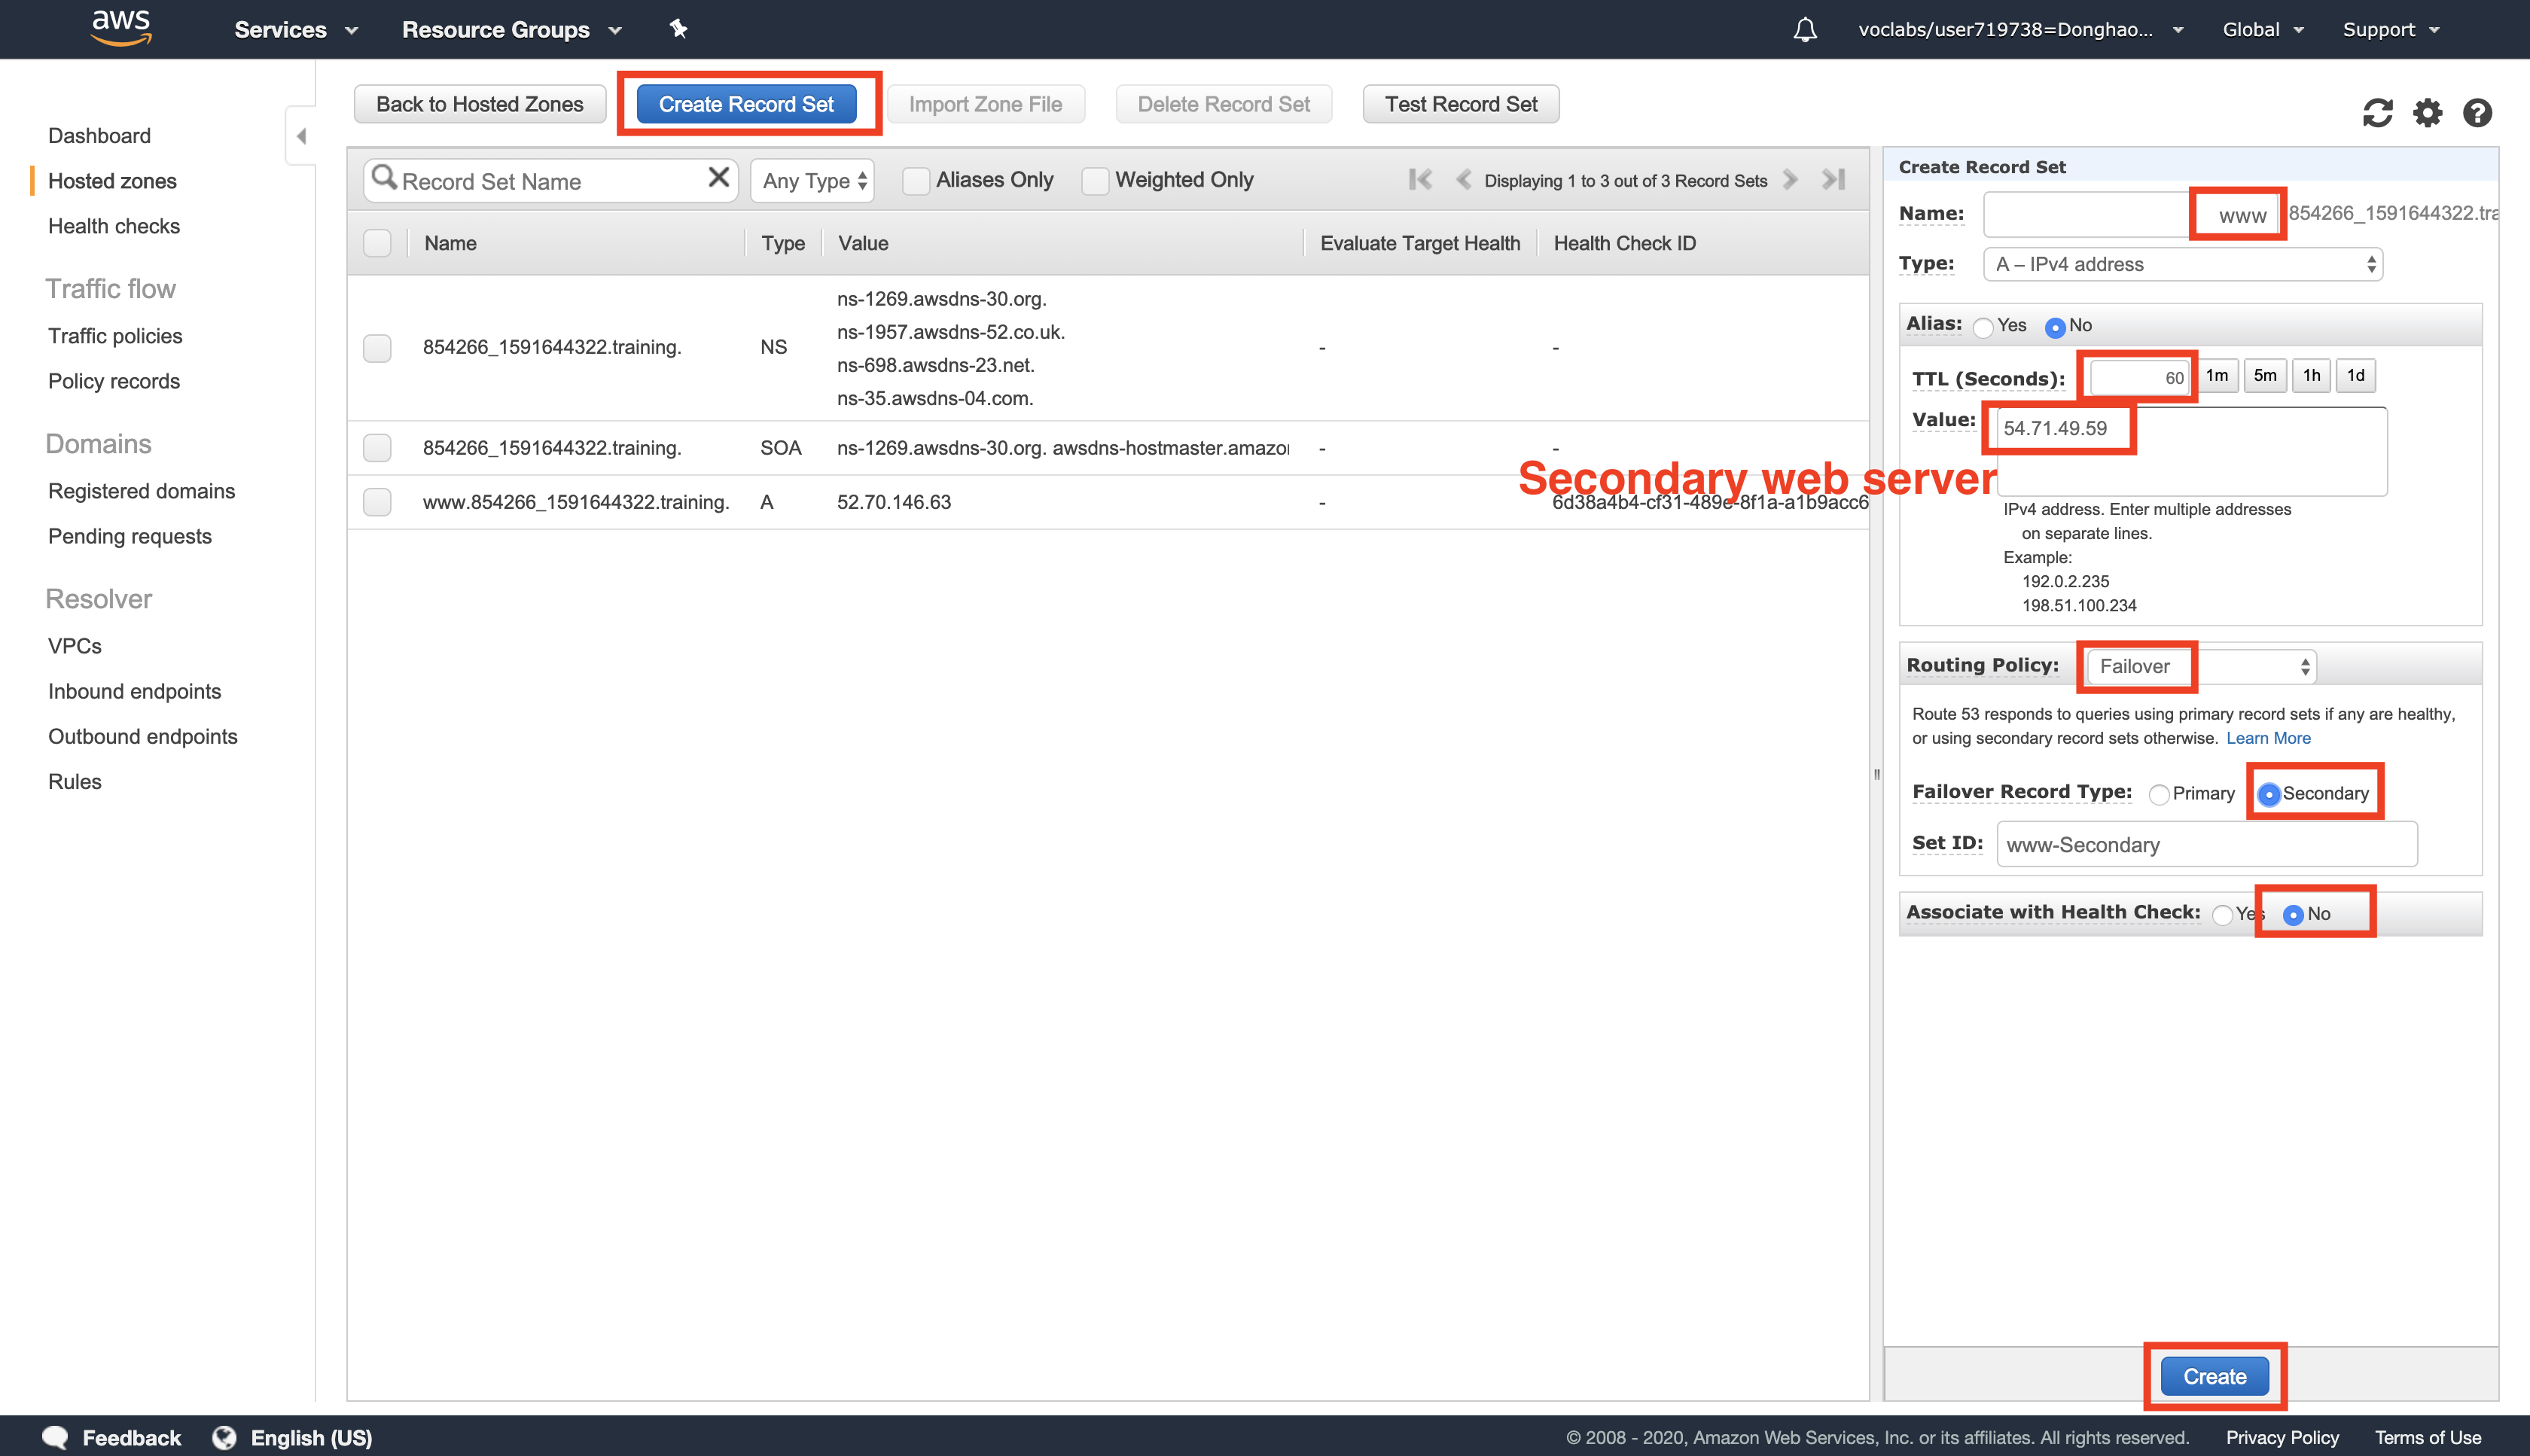 aws
Services
Resource Groups
voclabs/user719738=Donghao...
Global
Support
Back to Hosted Zones
Create Record Set
Import Zone File
Delete Record Set
Test Record Set
Dashboard
Hosted zones
Health checks
Traffic flow
Traffic policies
Policy records
Domains
Registered domains
Pending requests
Resolver
VPCs
Inbound endpoints
Outbound endpoints
Rules
Record Set Name
Any Type
Aliases Only
Weighted Only
Displaying 1 to 3 out of 3 Record Sets
Name Type Value Evaluate Target Health Health Check ID
854266_1591644322.training. NS
ns-1269.awsdns-30.org.
ns-1957.awsdns-52.co.uk.
ns-698.awsdns-23.net.
ns-35.awsdns-04.com.
- -
854266_1591644322.training. SOA ns-1269.awsdns-30.org. awsdns-hostmaster.amazo - -
www.854266_1591644322.training. A 52.70.146.63 - 6d38a4b4-cf31-489e-8f1a-a1b9acc6
Secondary web server
Create Record Set
Name: www 854266_1591644322.tra
Type: A – IPv4 address
Alias: Yes No
TTL (Seconds): 60 1m 5m 1h 1d
Value: 54.71.49.59
IPv4 address. Enter multiple addresses
on separate lines.
Example:
192.0.2.235
198.51.100.234
Routing Policy: Failover
Route 53 responds to queries using primary record sets if any are healthy,
or using secondary record sets otherwise. Learn More
Failover Record Type: Primary Secondary
Set ID: www-Secondary
Associate with Health Check: Yes No
Create
Feedback
English (US)
© 2008 - 2020, Amazon Web Services, Inc. or its affiliates. All rights reserved.
Privacy Policy
Terms of Use